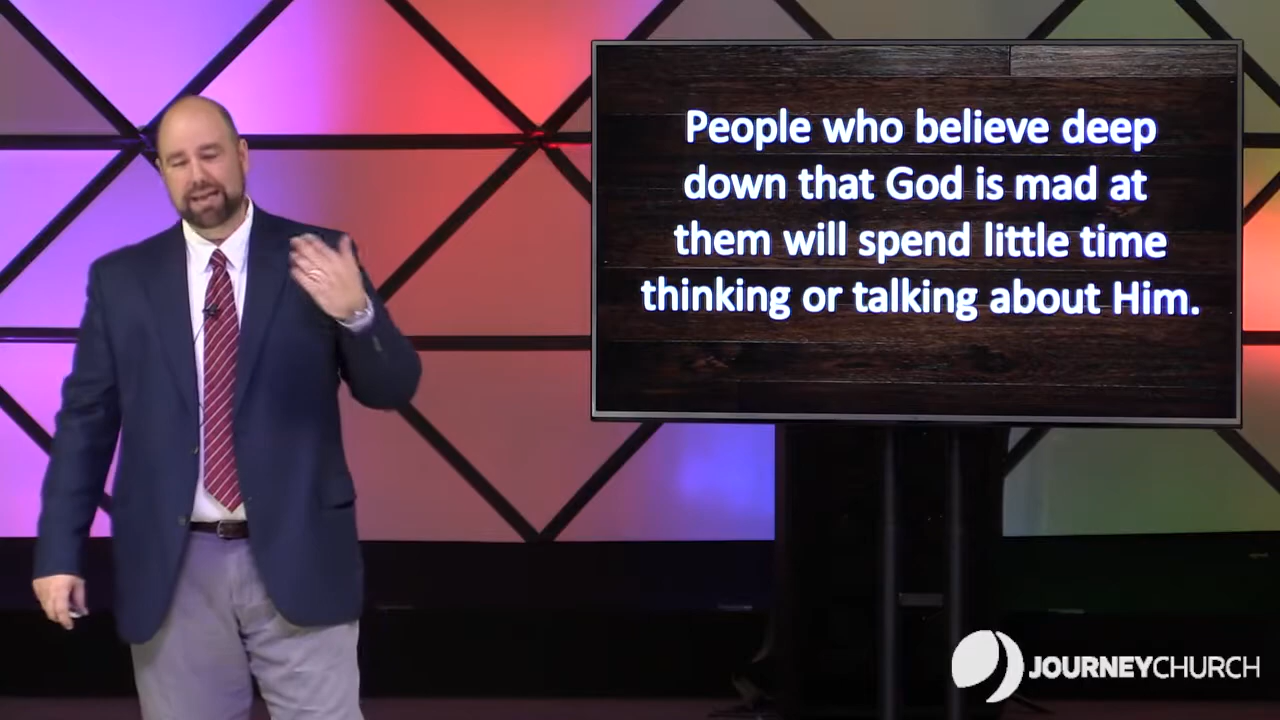 People who believe deep
down that God is mad at
them will spend little time
thinking or talking about Him.
JOURNEYCHURCH